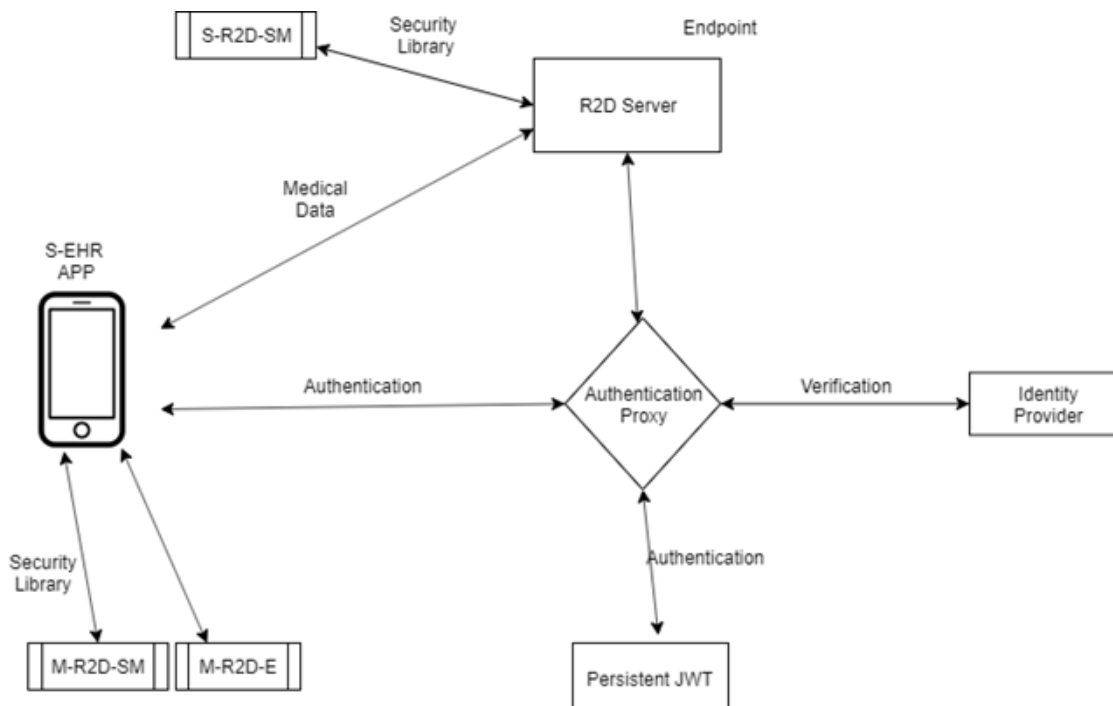 S-R2D-SM
Security
Library
Endpoint
R2D Server
Medical
Data
S-EHR
APP
Authentication
Authentication
Proxy
Verification
Identity
Provider
Security
Library
Authentication
M-R2D-SM
M-R2D-E
Persistent JWT